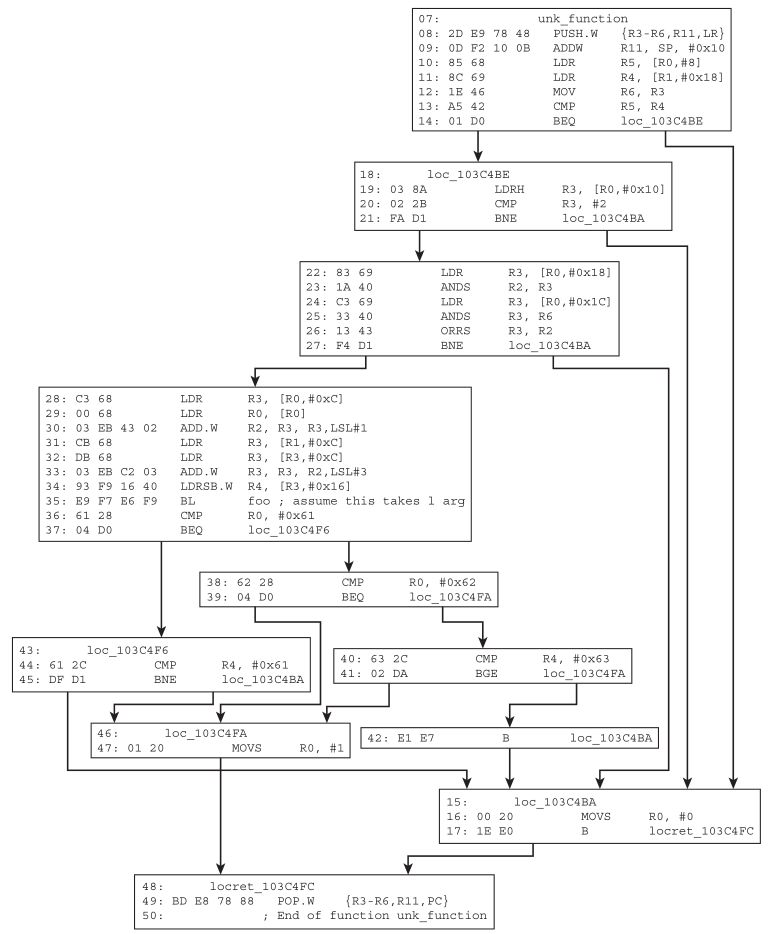 07: unk_function
08: 2D E9 78 48 PUSH.W {R3-R6,R11,LR}
09: 0D F2 10 0B ADDW R11, SP, #0x10
10: 85 68 LDR R5, [R0,#8]
11: 8C 69 LDR R4, [R1,#0x18]
12: 1E 46 MOV R6, R3
13: A5 42 CMP R5, R4
14: 01 D0 BEQ loc_103C4BE
18: loc_103C4BE
19: 03 8A LDRH R3, [R0,#0x10]
20: 02 2B CMP R3, #2
21: FA D1 BNE loc_103C4BA
22: 83 69 LDR R3, [R0,#0x18]
23: 1A 40 ANDS R2, R3
24: C3 69 LDR R3, [R0,#0x1C]
25: 33 40 ANDS R3, R6
26: 13 43 ORRS R3, R2
27: F4 D1 BNE loc_103C4BA
28: C3 68 LDR R3, [R0,#0xC]
29: 00 68 LDR R0, [R0]
30: 03 EB 43 02 ADD.W R2, R3, R3,LSL#1
31: CB 68 LDR R3, [R1,#0xC]
32: DB 68 LDR R3, [R3,#0xC]
33: 03 EB C2 03 ADD.W R3, R3, R2,LSL#3
34: 93 F9 16 40 LDRSB.W R4, [R3,#0x16]
35: E9 F7 E6 F9 BL foo ; assume this takes 1 arg
36: 61 28 CMP R0, #0x61
37: 04 D0 BEQ loc_103C4F6
38: 62 28 CMP R0, #0x62
39: 04 D0 BEQ loc_103C4FA
43: loc_103C4F6
44: 61 2C CMP R4, #0x61
45: DF D1 BNE loc_103C4BA
40: 63 2C CMP R4, #0x63
41: 02 DA BGE loc_103C4FA
46: loc_103C4FA
47: 01 20 MOVS R0, #1
42: E1 E7 B loc_103C4BA
15: loc_103C4BA
16: 00 20 MOVS R0, #0
17: 1E E0 B locret_103C4FC
48: locret_103C4FC
49: BD E8 78 88 POP.W {R3-R6,R11,PC}
50: ; End of function unk_function